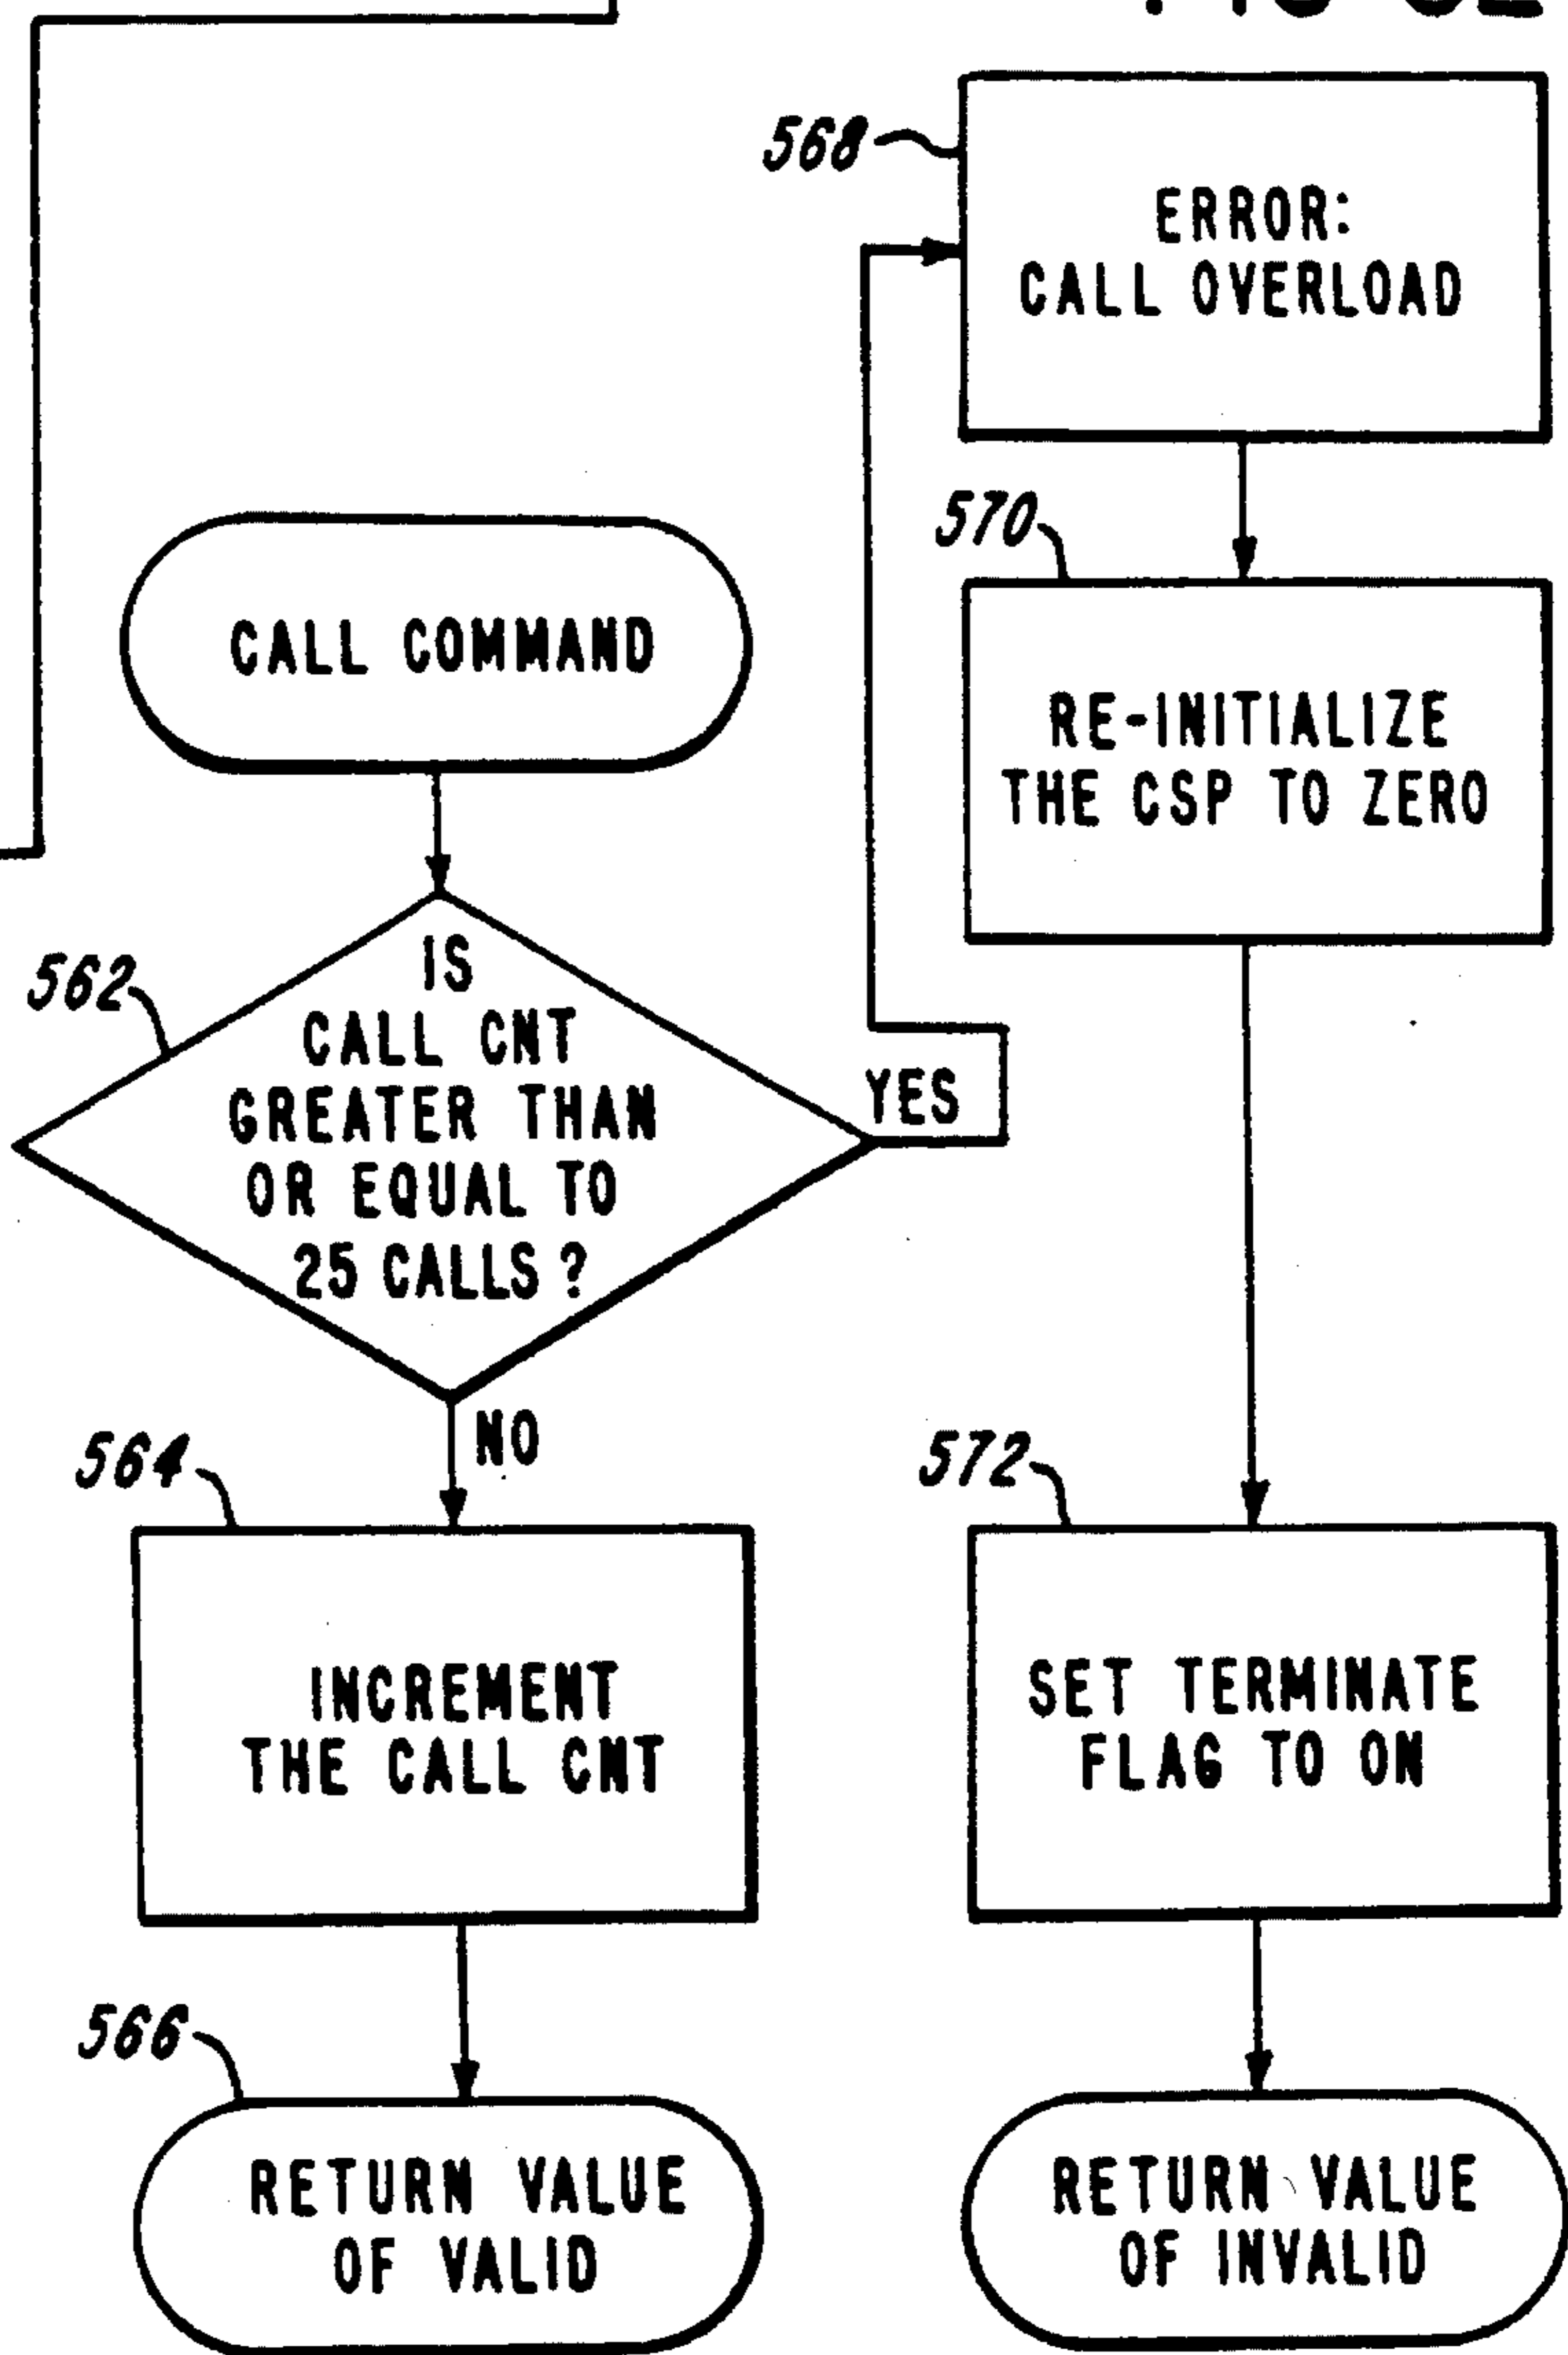 568
ERROR:
CALL OVERLOAD
570
CALL COMMAND
RE-INITIALIZE
THE CSP TO ZERO
562
IS
CALL CNT
GREATER THAN
OR EQUAL TO
25 CALLS ?
YES
NO
564
572
INCREMENT
THE CALL CNT
SET TERMINATE
FLAG TO ON
566
RETURN VALUE
OF VALID
RETURN VALUE
OF INVALID